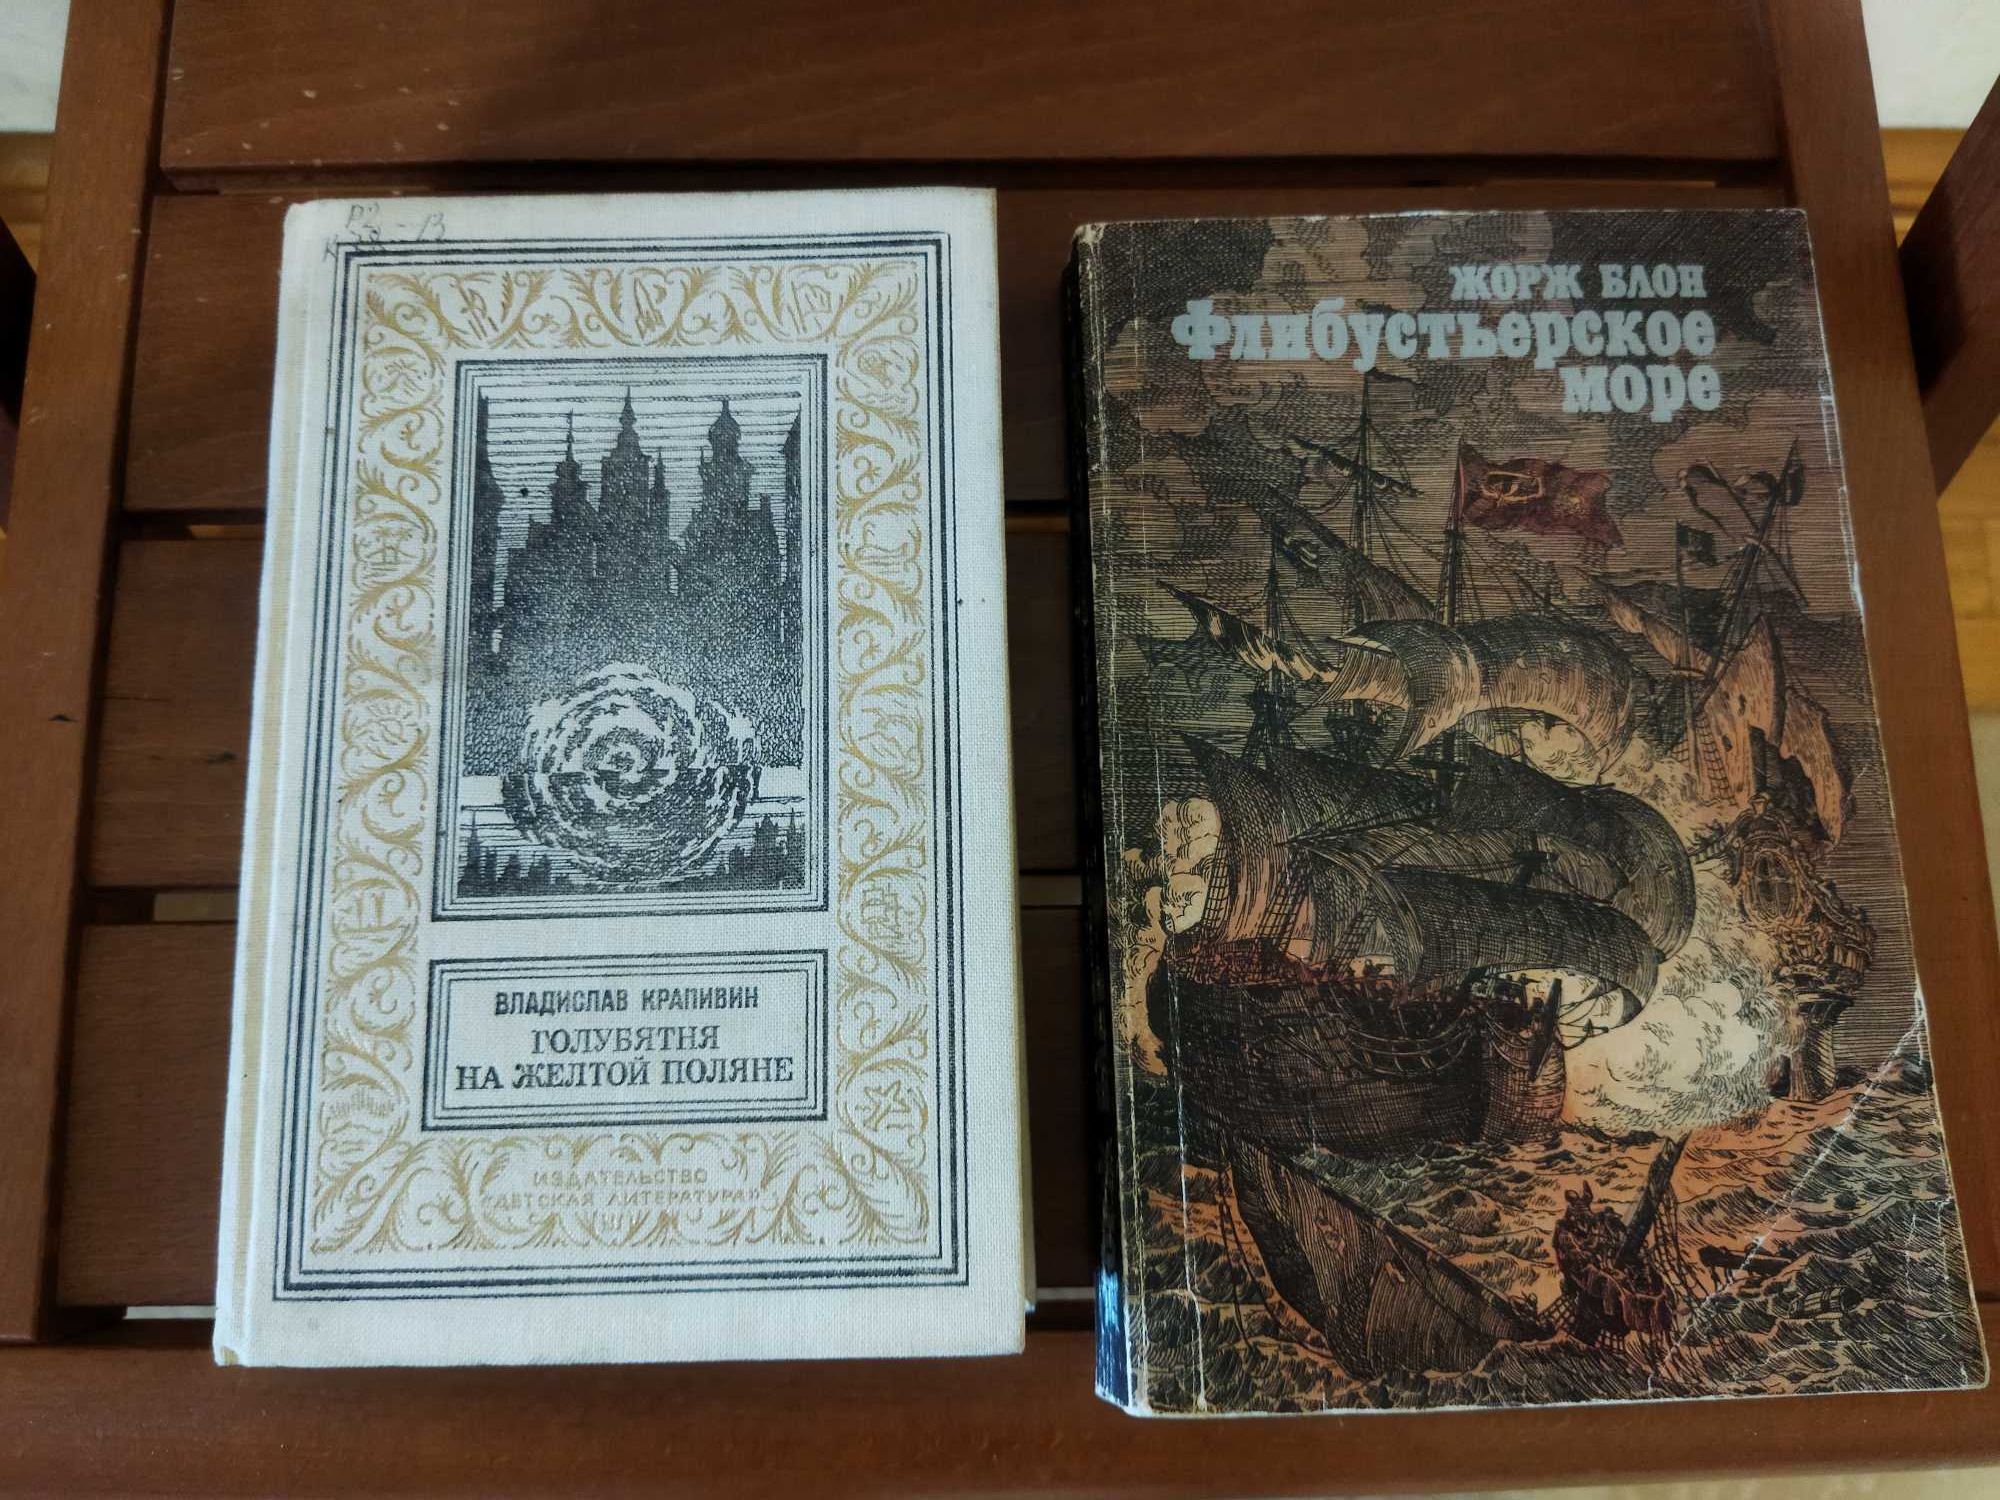 ВЛАДИСЛАВ КРАПИВИН
ГОЛУБЯТНЯ
НА ЖЕЛТОЙ ПОЛЯНЕ
ИЗДАТЕЛЬСТВО
"ДЕТСКАЯ ЛИТЕРАТУРА"
ЖОРЖ БЛОН
Флибустьерское
море